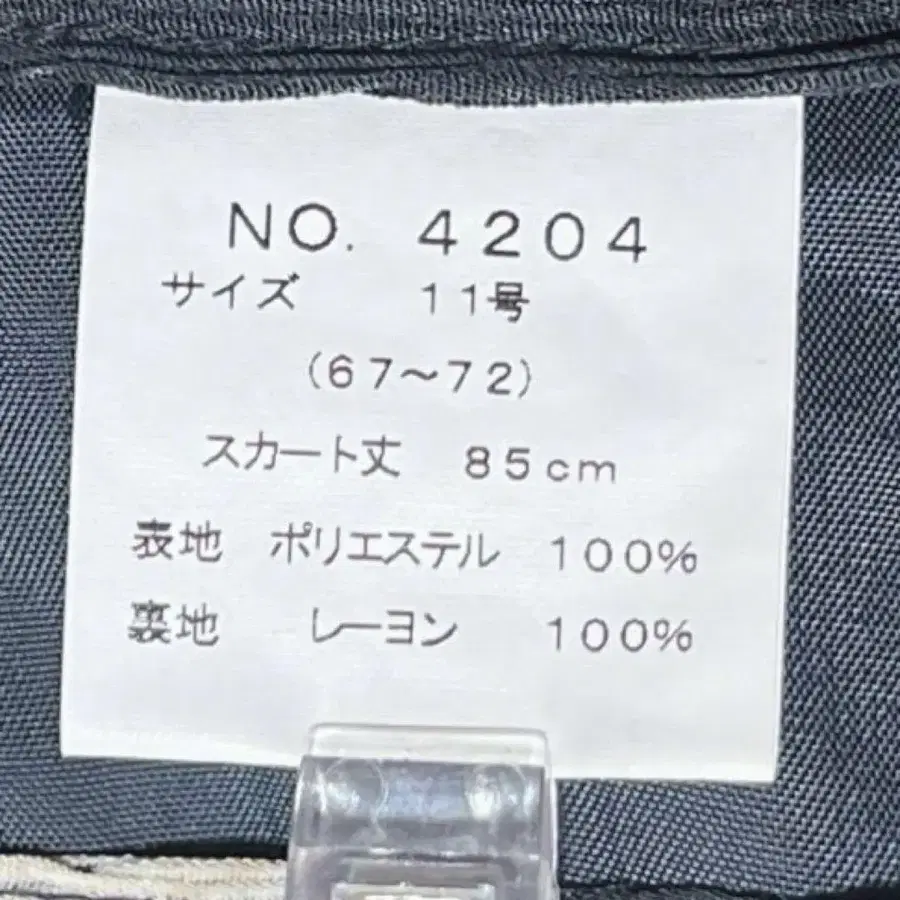 NO. 4204
サイズ 11号
(67〜72)
スカート丈 85cm
表地 ポリエステル 100%
裏地 レーヨン 100%